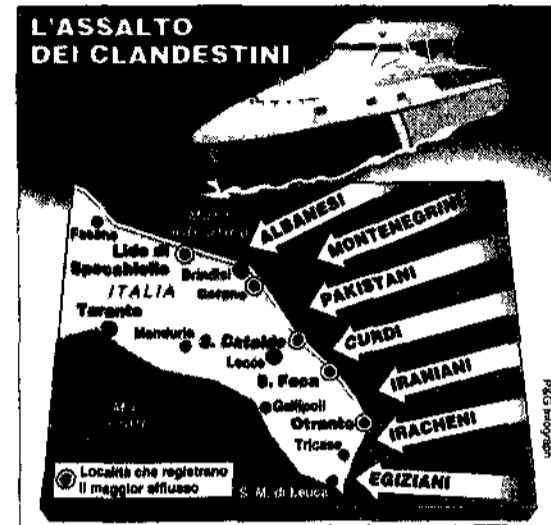 L'ASSALTO
DEI CLANDESTINI
ALBANESI
MONTENEGRINI
PAKISTANI
CURDI
IRANIANI
IRACHENI
EGIZIANI
Fasano
Lido di
Specchiolla
Brindisi
ITALIA
Taranto
Manduria
S. Cataldo
Lecce
S. Foca
Gallipoli
Otranto
Tricase
S. M. di Leuca
Località che registrano
il maggior afflusso
P&G Infograph